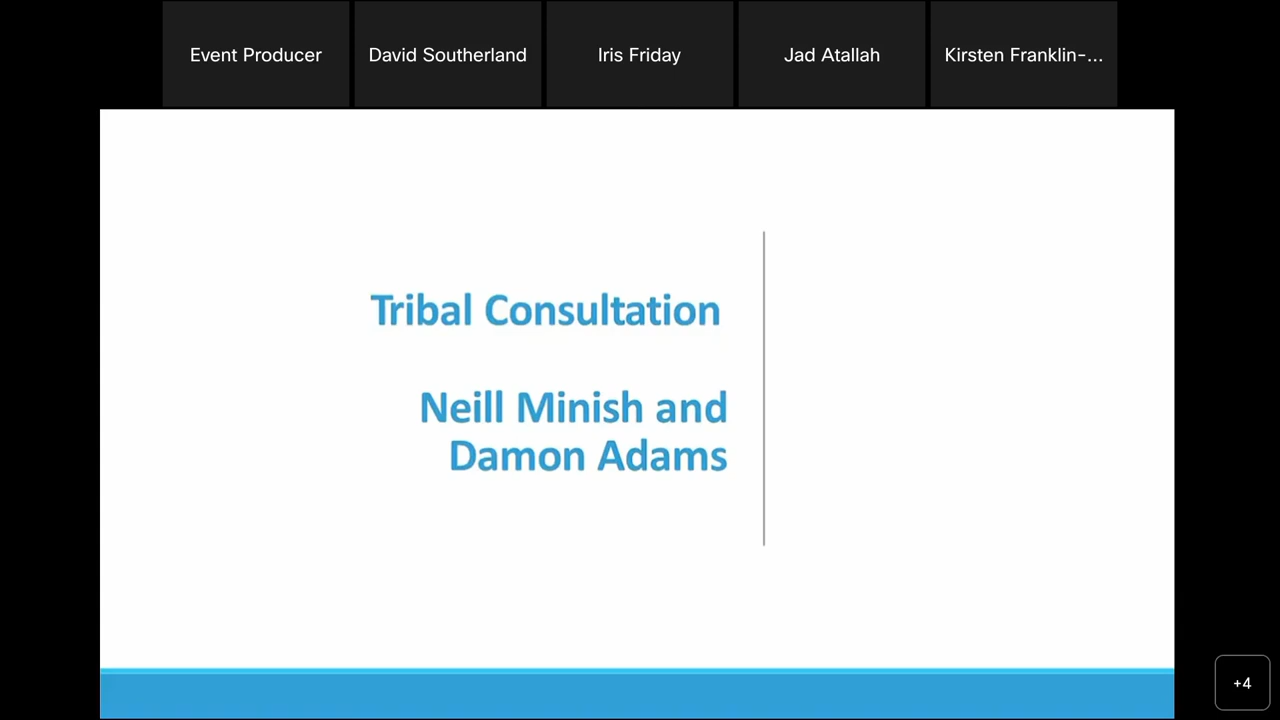 Event Producer
David Southerland
Iris Friday
Jad Atallah
Kirsten Franklin-...
Tribal Consultation
Neill Minish and
Damon Adams
+4